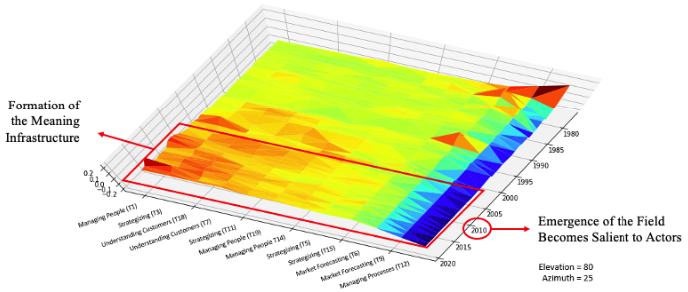 Formation of
the Meaning
Infrastructure
0.2
0.1
0.0
−0.1
−0.2
Managing People (T1)
Strategizing (T3)
Understanding Customers (T18)
Understanding Customers (T7)
Strategizing (T11)
Managing People (T19)
Managing People (T14)
Strategizing (T5)
Strategizing (T15)
Market Forecasting (T6)
Market Forecasting (T9)
Managing Processes (T12)
1980
1985
1990
1995
2000
2005
2010
2015
2020
Emergence of the Field
Becomes Salient to Actors
Elevation = 80
Azimuth = 25